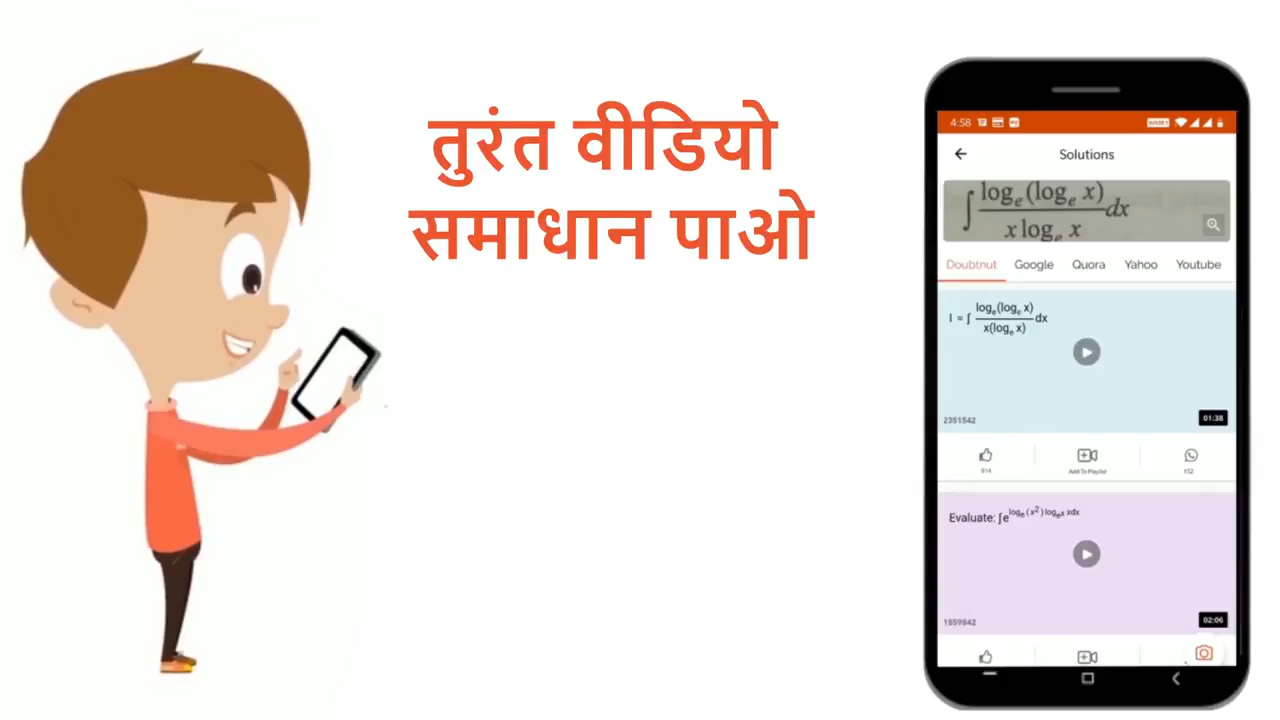 तुरंत वीडियो
समाधान पाओ
4:58
Solutions
∫ logₑ(logₑ x) / x logₑ x dx
Doubtnut Google Quora Yahoo Youtube
I = ∫ logₑ(logₑ x) / x(logₑ x) dx
2351542 01:38
914 Add To Playlist 152
Evaluate: ∫e^logₑ(x²)logₑx xdx
1859842 02:06